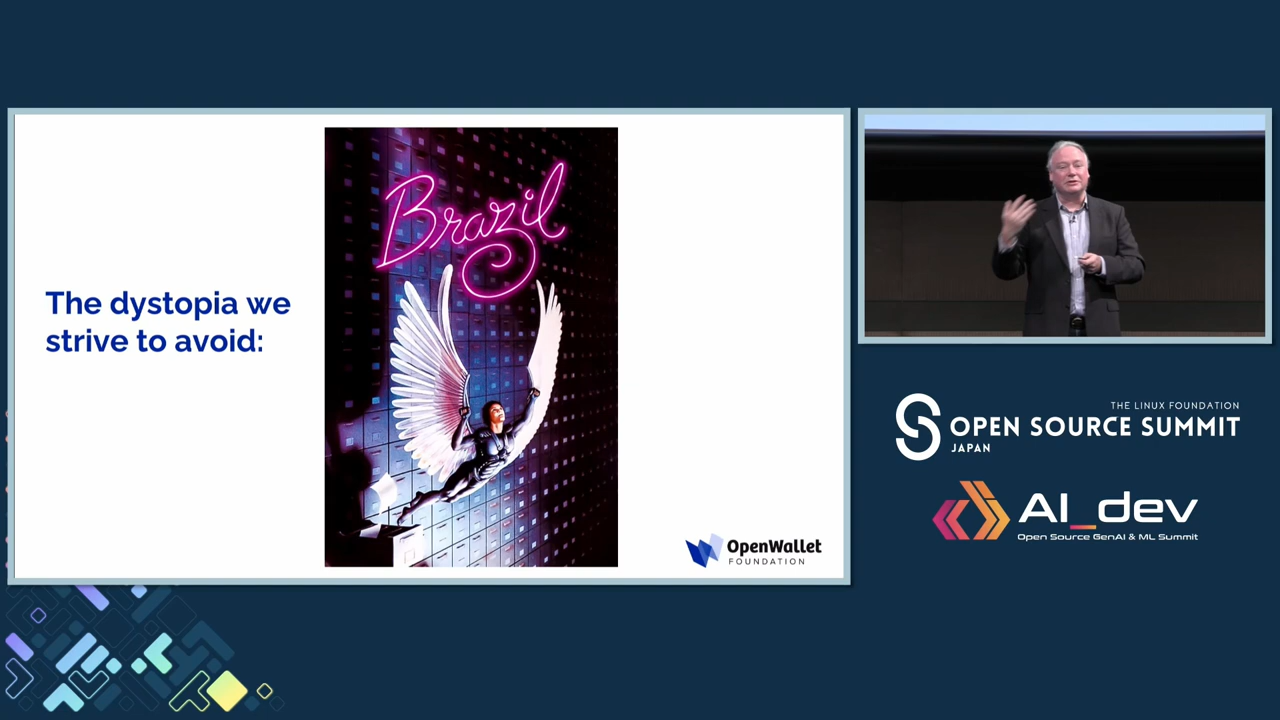 The dystopia we
strive to avoid:
Brazil
OpenWallet
FOUNDATION
THE LINUX FOUNDATION
OPEN SOURCE SUMMIT
JAPAN
AI_dev
Open Source GenAI & ML Summit